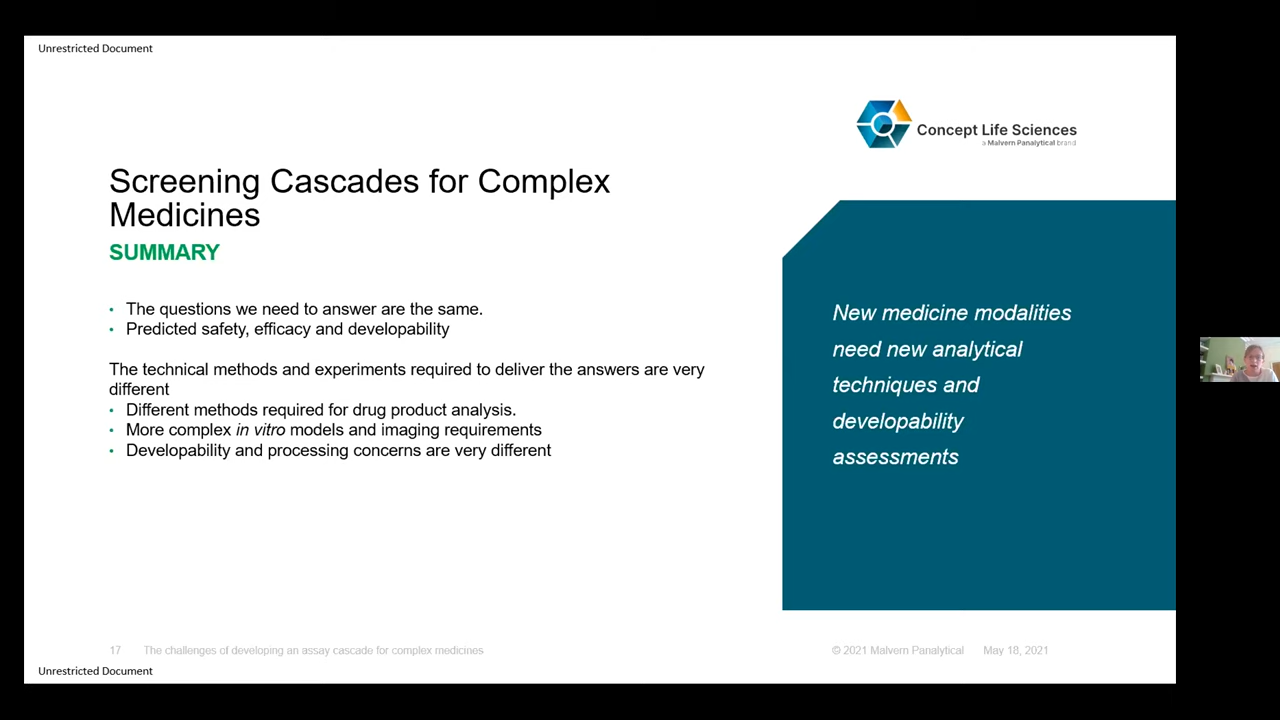 Unrestricted Document
Concept Life Sciences
a Malvern Panalytical brand
Screening Cascades for Complex
Medicines
SUMMARY
• The questions we need to answer are the same.
• Predicted safety, efficacy and developability
The technical methods and experiments required to deliver the answers are very
different
• Different methods required for drug product analysis.
• More complex in vitro models and imaging requirements
• Developability and processing concerns are very different
New medicine modalities
need new analytical
techniques and
developability
assessments
17 The challenges of developing an assay cascade for complex medicines
© 2021 Malvern Panalytical May 18, 2021
Unrestricted Document